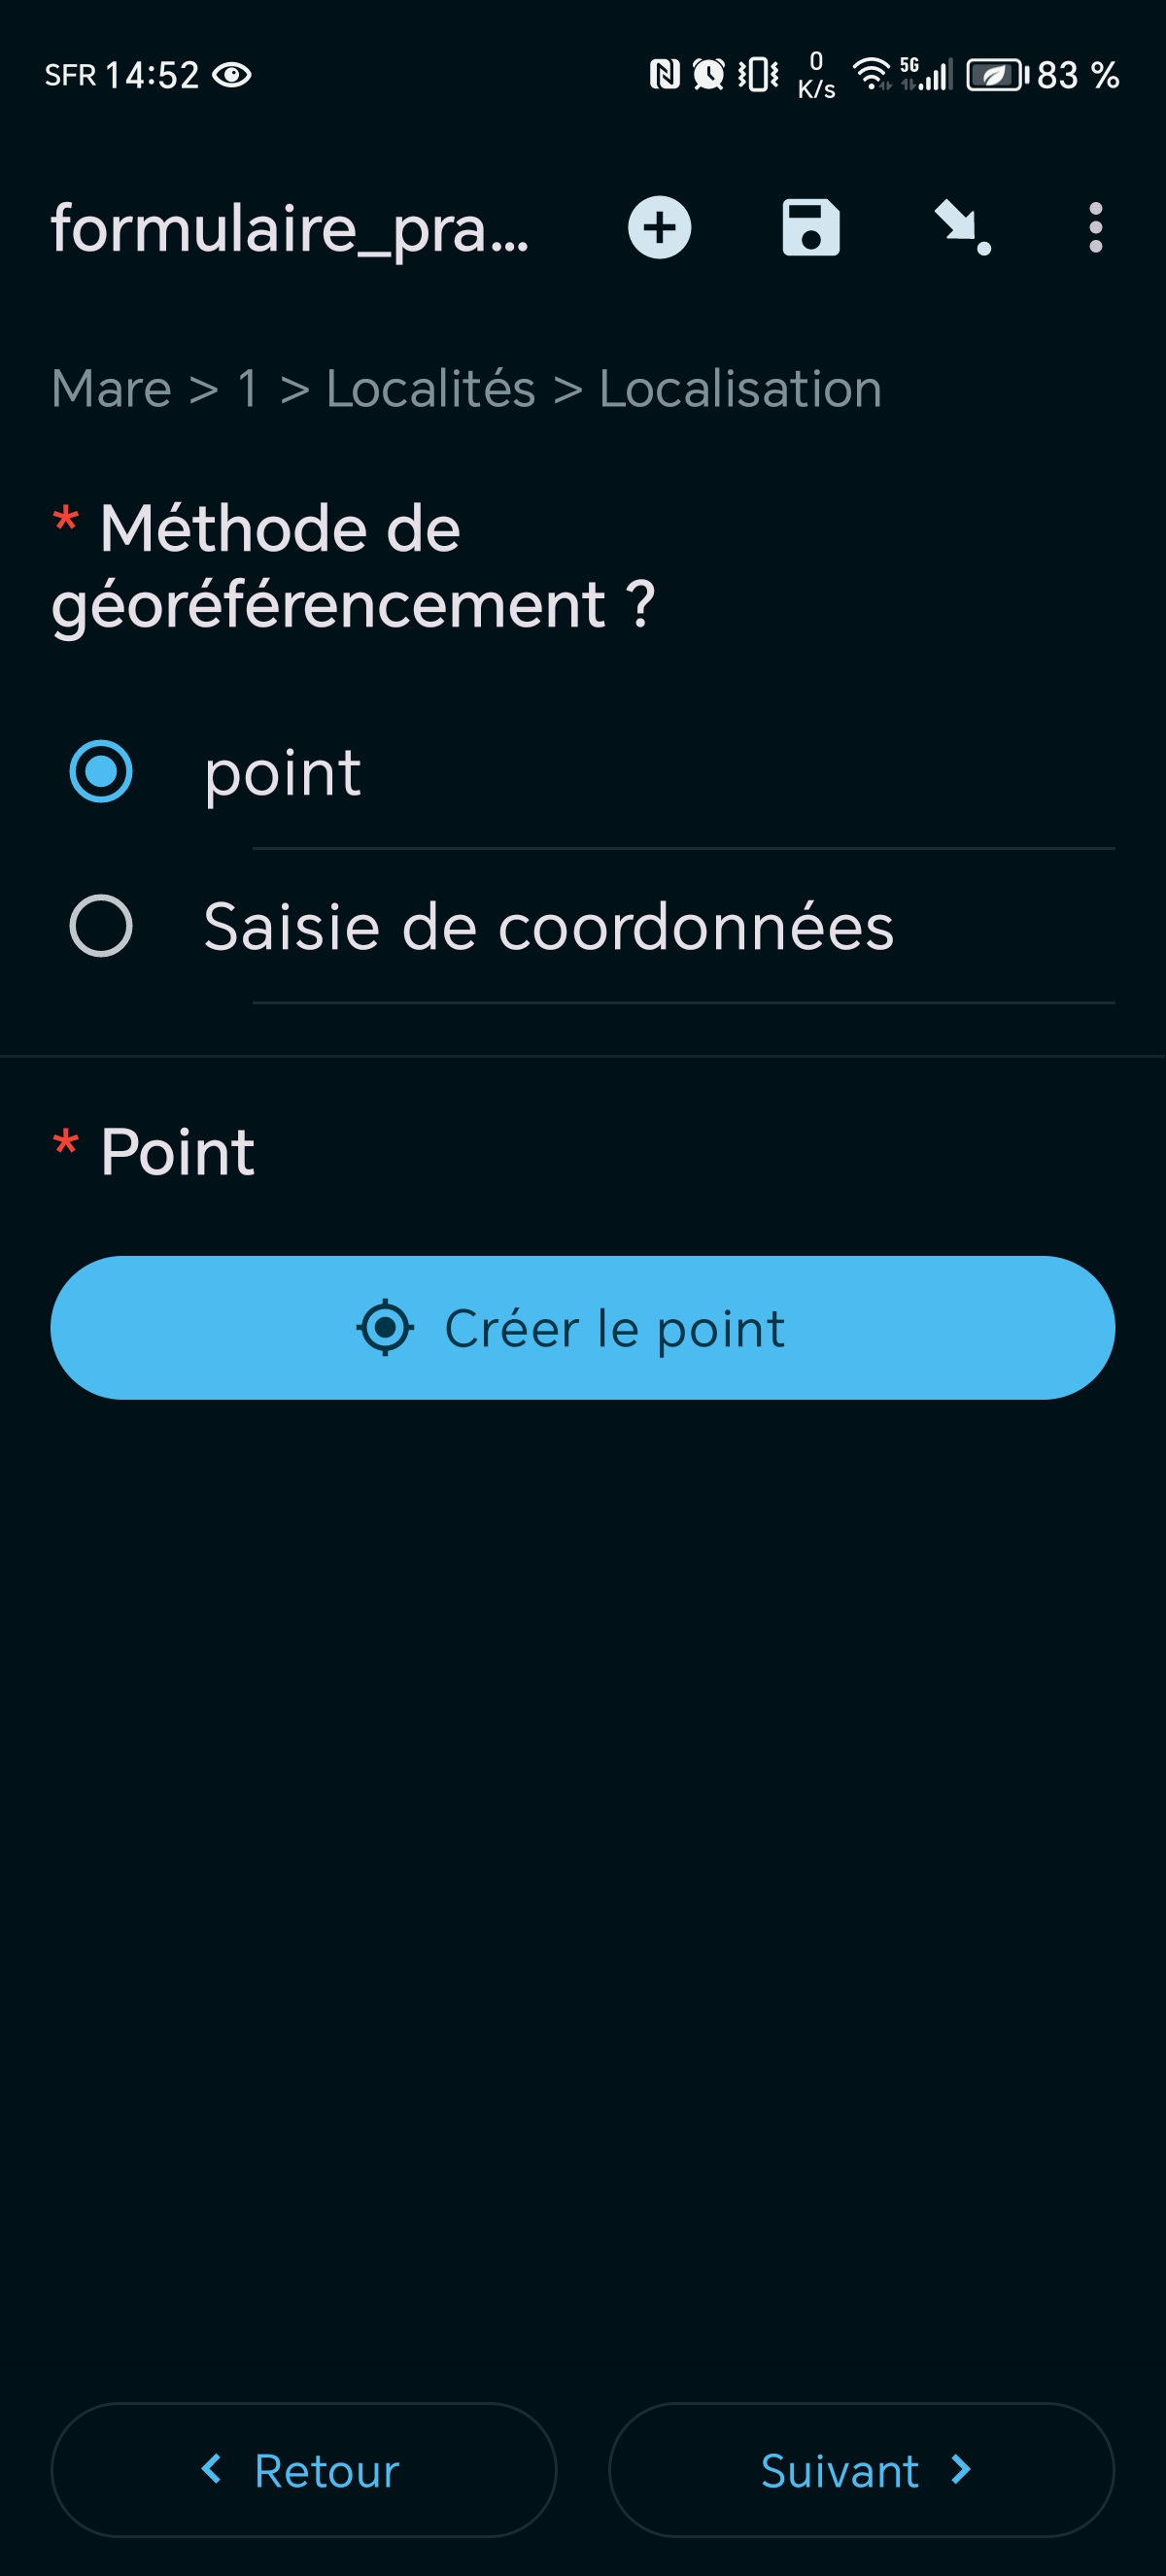 SFR 14:52 0 K/s 5G 83 %
formulaire_pra...
Mare > 1 > Localités > Localisation
* Méthode de
géoréférencement ?
point
Saisie de coordonnées
* Point
Créer le point
Retour Suivant